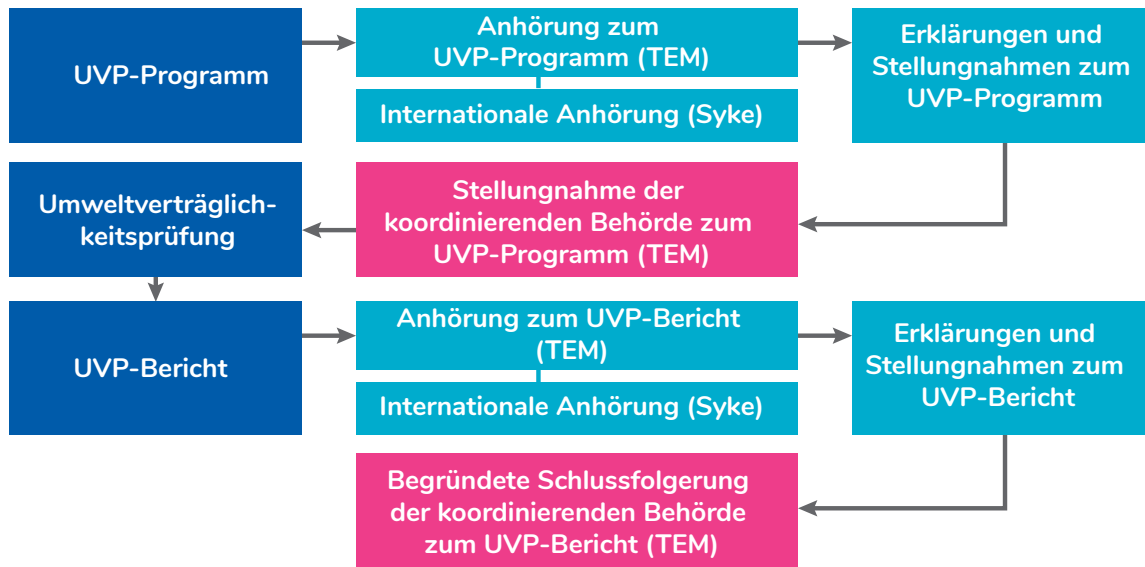 UVP-Programm
Anhörung zum
UVP-Programm (TEM)
Internationale Anhörung (Syke)
Erklärungen und
Stellungnahmen zum
UVP-Programm
Stellungnahme der
koordinierenden Behörde zum
UVP-Programm (TEM)
Umweltverträglich-
keitsprüfung
UVP-Bericht
Anhörung zum UVP-Bericht
(TEM)
Internationale Anhörung (Syke)
Erklärungen und
Stellungnahmen zum
UVP-Bericht
Begründete Schlussfolgerung
der koordinierenden Behörde
zum UVP-Bericht (TEM)